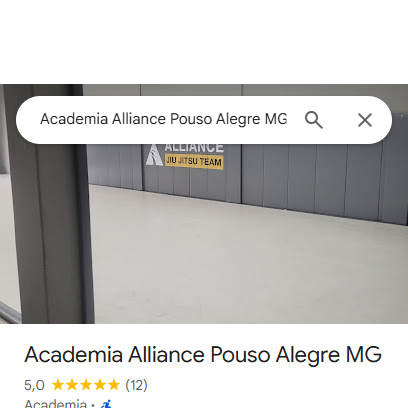 Academia Alliance Pouso Alegre MG
ALLIANCE
JIU JITSU TEAM
Academia Alliance Pouso Alegre MG
5,0 (12)
Academia ·